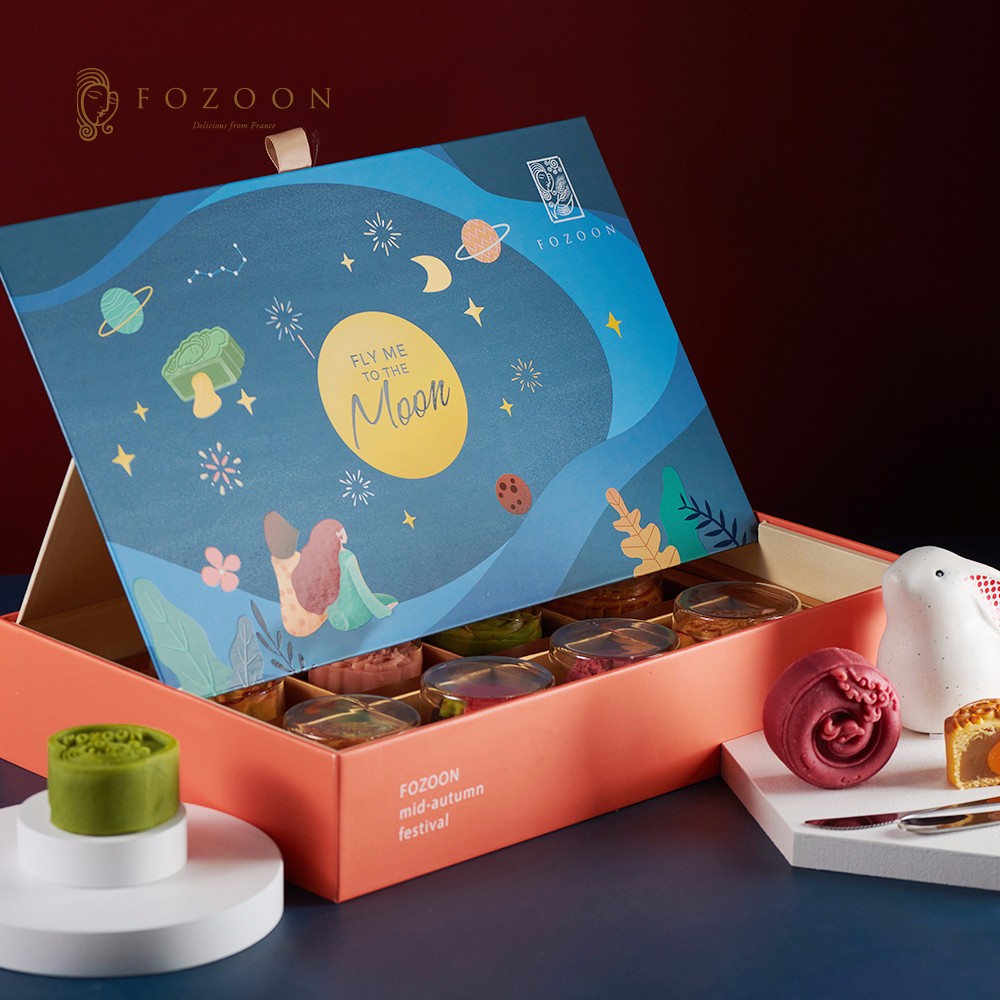 FOZOON
Delicious from France
FOZOON
FLY ME
TO THE
Moon
FOZOON
mid-autumn
festival